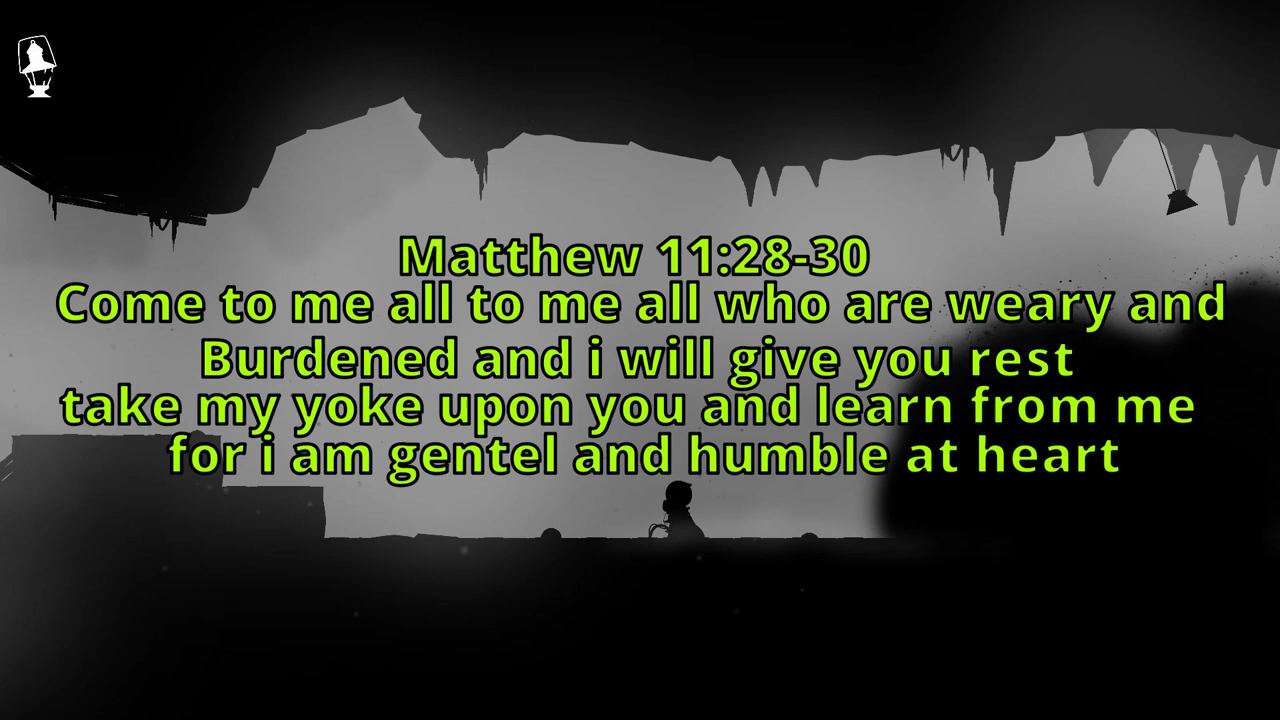 Matthew 11:28-30
Come to me all to me all who are weary and
Burdened and i will give you rest
take my yoke upon you and learn from me
for i am gentel and humble at heart